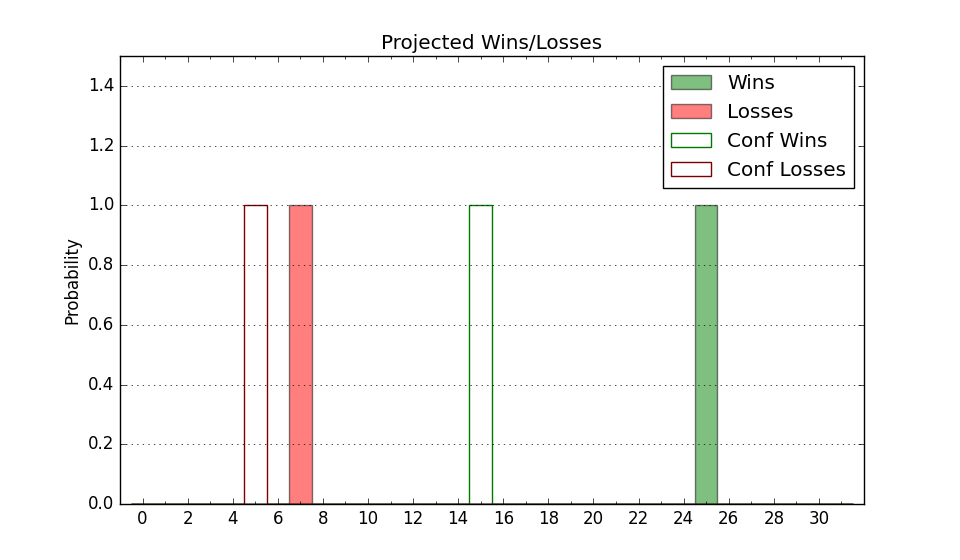 Projected Wins/Losses
Wins
Losses
Conf Wins
Conf Losses
Probability
1.4
1.2
1.0
0.8
0.6
0.4
0.2
0.0
0 2 4 6 8 10 12 14 16 18 20 22 24 26 28 30